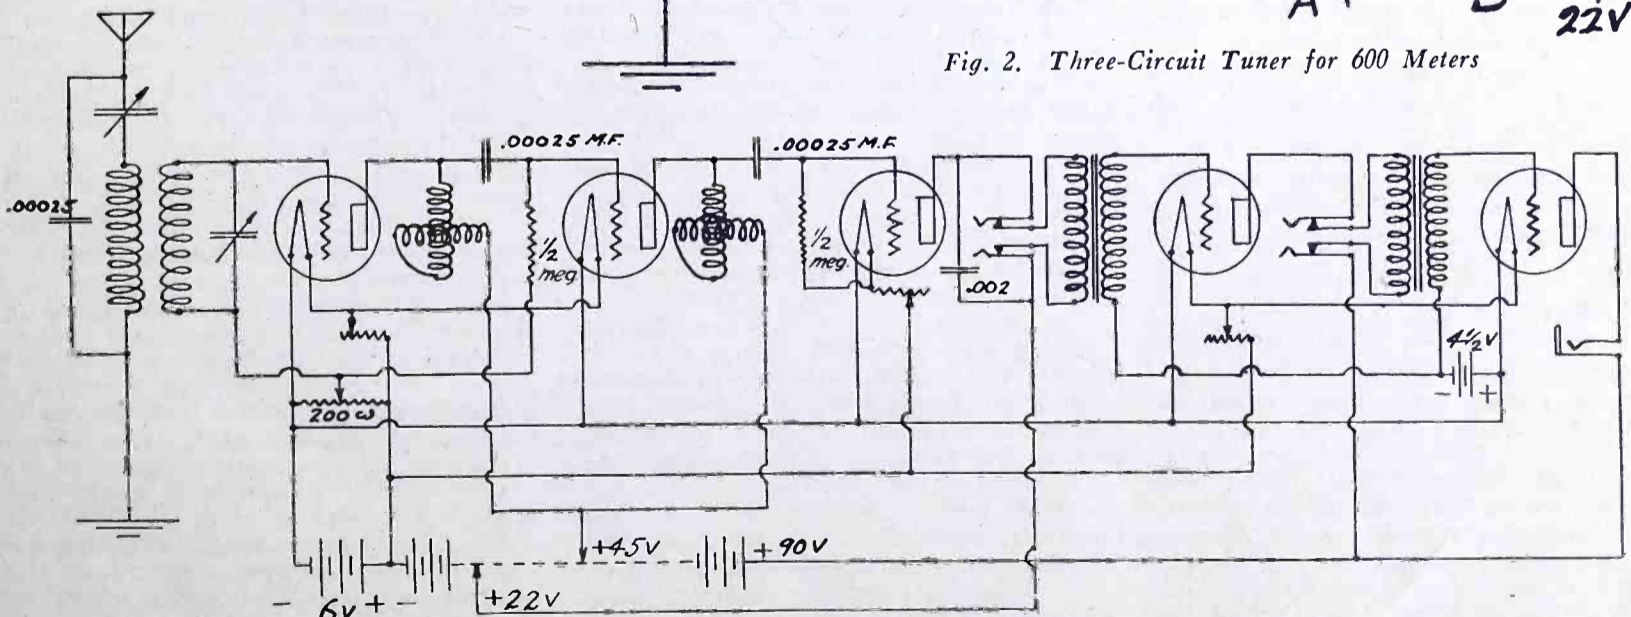 A+
B
22V
Fig. 2. Three-Circuit Tuner for 600 Meters
.00025 M.F.
.00025 M.F.
.00025
1/2 meg.
1/2 meg.
.002
4 1/2 V
- +
200 ω
+45V
+90V
- 6V + -
+22V